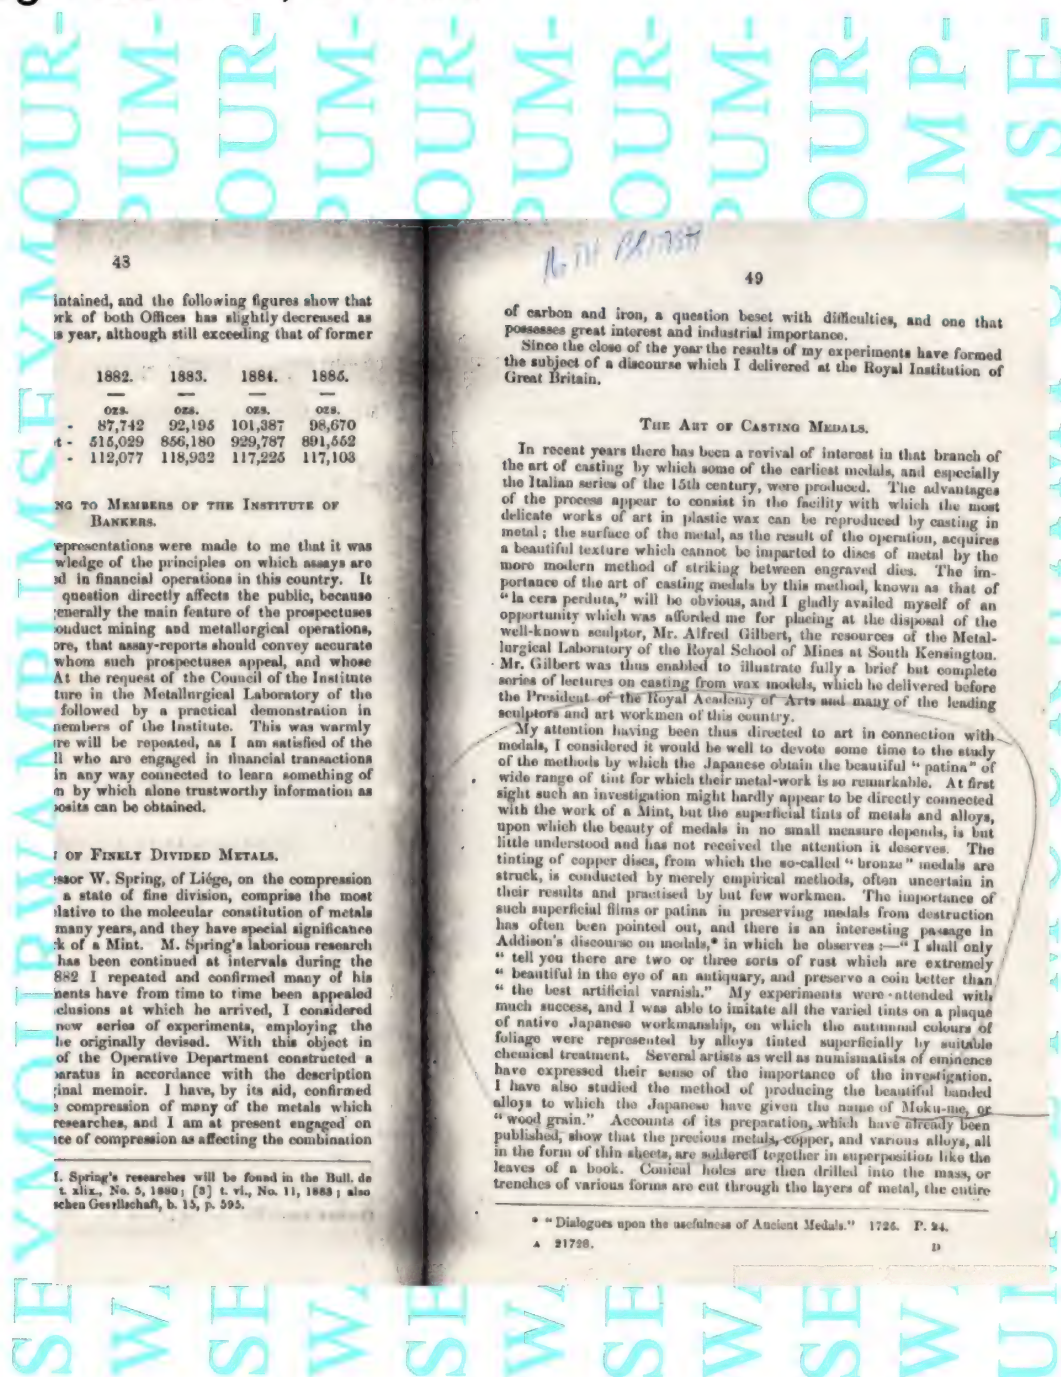 43
intained, and the following figures show that
ork of both Offices has slightly decreased as
s year, although still exceeding that of former
1882. 1883. 1884. 1885.
ozs. ozs. ozs. ozs.
- 87,742 92,195 101,387 98,670
t - 515,029 856,180 929,787 891,552
- 112,077 118,932 117,225 117,103
NG TO MEMBERS OF THE INSTITUTE OF
BANKERS.
epresentations were made to me that it was
wledge of the principles on which assays are
ed in financial operations in this country. It
question directly affects the public, because
generally the main feature of the prospectuses
onduct mining and metallurgical operations,
ore, that assay-reports should convey accurate
whom such prospectuses appeal, and whose
At the request of the Council of the Institute
ture in the Metallurgical Laboratory of the
followed by a practical demonstration in
nembers of the Institute. This was warmly
re will be repeated, as I am satisfied of the
ll who are engaged in financial transactions
in any way connected to learn something of
n by which alone trustworthy information as
posits can be obtained.
OF FINELY DIVIDED METALS.
essor W. Spring, of Liége, on the compression
a state of fine division, comprise the most
elative to the molecular constitution of metals
many years, and they have special significance
k of a Mint. M. Spring's laborious research
has been continued at intervals during the
882 I repeated and confirmed many of his
ments have from time to time been appealed
clusions at which he arrived, I considered
new series of experiments, employing the
he originally devised. With this object in
of the Operative Department constructed a
paratus in accordance with the description
ginal memoir. I have, by its aid, confirmed
compression of many of the metals which
researches, and I am at present engaged on
ice of compression as affecting the combination
I. Spring's researches will be found in the Bull. de
t. xlix., No. 5, 1880; [3] t. vi., No. 11, 1883; also
schen Gesellschaft, b. 15, p. 595.
BRITISH
49
of carbon and iron, a question beset with difficulties, and one that
possesses great interest and industrial importance.
Since the close of the year the results of my experiments have formed
the subject of a discourse which I delivered at the Royal Institution of
Great Britain.
THE ART OF CASTING MEDALS.
In recent years there has been a revival of interest in that branch of
the art of casting by which some of the earliest medals, and especially
the Italian series of the 15th century, were produced. The advantages
of the process appear to consist in the facility with which the most
delicate works of art in plastic wax can be reproduced by casting in
metal; the surface of the metal, as the result of the operation, acquires
a beautiful texture which cannot be imparted to discs of metal by the
more modern method of striking between engraved dies. The im-
portance of the art of casting medals by this method, known as that of
"la cera perduta," will be obvious, and I gladly availed myself of an
opportunity which was afforded me for placing at the disposal of the
well-known sculptor, Mr. Alfred Gilbert, the resources of the Metal-
lurgical Laboratory of the Royal School of Mines at South Kensington.
Mr. Gilbert was thus enabled to illustrate fully a brief but complete
series of lectures on casting from wax models, which he delivered before
the President of the Royal Academy of Arts and many of the leading
sculptors and art workmen of this country.
My attention having been thus directed to art in connection with
medals, I considered it would be well to devote some time to the study
of the methods by which the Japanese obtain the beautiful "patina" of
wide range of tint for which their metal-work is so remarkable. At first
sight such an investigation might hardly appear to be directly connected
with the work of a Mint, but the superficial tints of metals and alloys,
upon which the beauty of medals in no small measure depends, is but
little understood and has not received the attention it deserves. The
tinting of copper discs, from which the so-called "bronze" medals are
struck, is conducted by merely empirical methods, often uncertain in
their results and practised by but few workmen. The importance of
such superficial films or patina in preserving medals from destruction
has often been pointed out, and there is an interesting passage in
Addison's discourse on medals,* in which he observes :—"I shall only
" tell you there are two or three sorts of rust which are extremely
" beautiful in the eye of an antiquary, and preserve a coin better than
" the best artificial varnish." My experiments were attended with
much success, and I was able to imitate all the varied tints on a plaque
of native Japanese workmanship, on which the autumnal colours of
foliage were represented by alloys tinted superficially by suitable
chemical treatment. Several artists as well as numismatists of eminence
have expressed their sense of the importance of the investigation.
I have also studied the method of producing the beautiful banded
alloys to which the Japanese have given the name of Moku-me, or
"wood grain." Accounts of its preparation, which have already been
published, show that the precious metals, copper, and various alloys, all
in the form of thin sheets, are soldered together in superposition like the
leaves of a book. Conical holes are then drilled into the mass, or
trenches of various forms are cut through the layers of metal, the entire
* "Dialogues upon the usefulness of Ancient Medals." 1726. P. 24.
A 21726. D